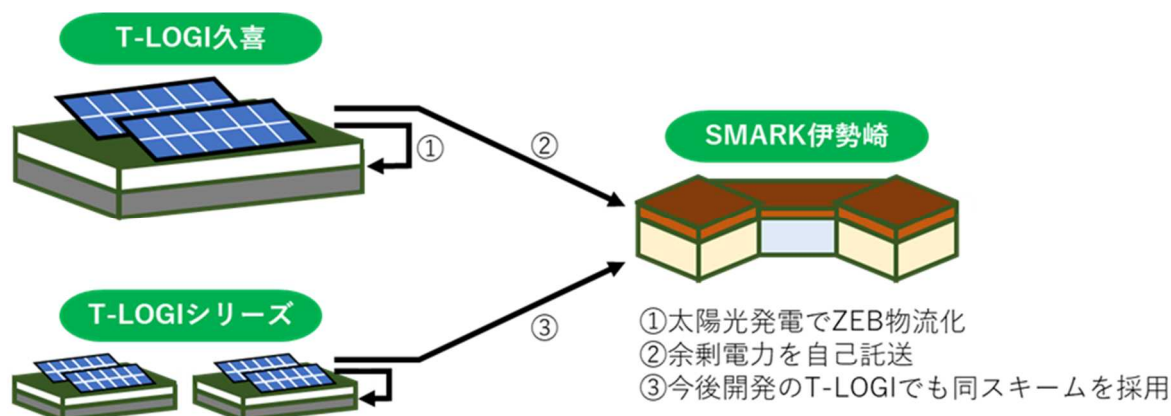 T-LOGI久喜
①
②
SMARK伊勢崎
T-LOGIシリーズ
③
①太陽光発電でZEB物流化
②余剰電力を自己託送
③今後開発のT-LOGIでも同スキームを採用